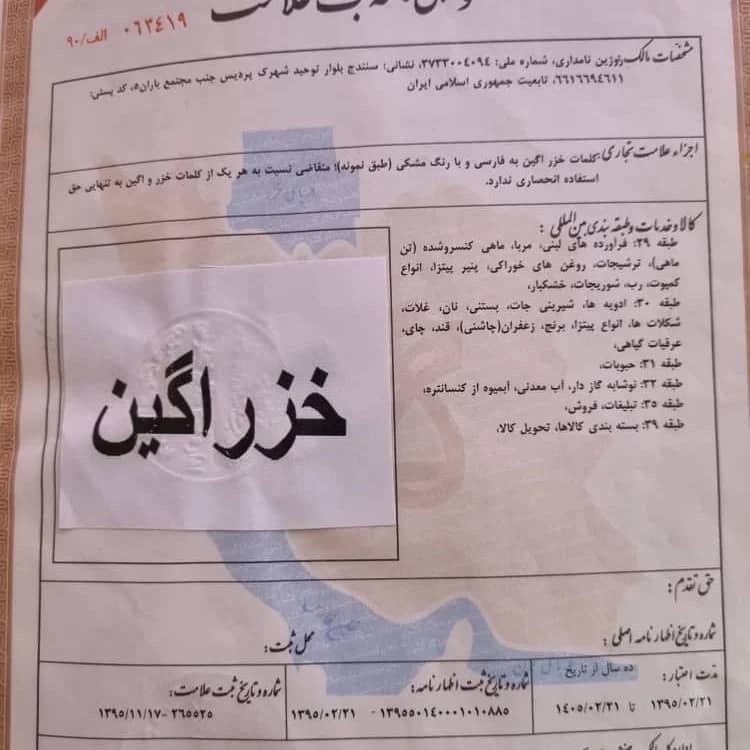 ۰۶۳۴۱۹ الف/۹۰
مشخصات مالک: روژین نامداری، شماره ملی: ۳۷۳۳۰۰۴۰۹۴، نشانی: سنندج بلوار توحید شهرک پردیس جنب مجتمع یاران۵، کد پستی:
۶۶۱۶۶۹۴۶۱۱، تابعیت جمهوری اسلامی ایران
اجزاء علامت تجاری: کلمات خزر اگین به فارسی و با رنگ مشکی (طبق نمونه)؛ متقاضی نسبت به هر یک از کلمات خزر و اگین به تنهایی حق
استفاده انحصاری ندارد.
کالا و خدمات و طبقه بندی بین‌المللی :
طبقه ۲۹: فرآورده های لبنی، مربا، ماهی کنسروشده (تن
ماهی)، ترشیجات، روغن های خوراکی، پنیر پیتزا، انواع
کمپوت، رب، شوریجات، خشکبار،
طبقه ۳۰: ادویه ها، شیرینی جات، بستنی، نان، غلات،
شکلات ها، انواع پیتزا، برنج، زعفران(چاشنی)، قند، چای،
عرقیات گیاهی،
طبقه ۳۱: حبوبات،
طبقه ۳۲: نوشابه گاز دار، آب معدنی، آبمیوه از کنسانتره،
طبقه ۳۵: تبلیغات، فروش،
طبقه ۳۹: بسته بندی کالاها، تحویل کالا،
خزر اگین
حق تقدم :
شماره و تاریخ اظهارنامه اصلی :
محل ثبت:
مدت اعتبار: ده سال از تاریخ
۱۳۹۵/۰۲/۲۱ تا ۱۴۰۵/۰۲/۲۱
شماره و تاریخ ثبت اظهارنامه:
۱۳۹۵۵۰۱۴۰۰۰۱۰۱۰۸۸۵ - ۱۳۹۵/۰۲/۲۱
شماره و تاریخ ثبت علامت:
۲۶۵۵۲۵ - ۱۳۹۵/۱۱/۱۷